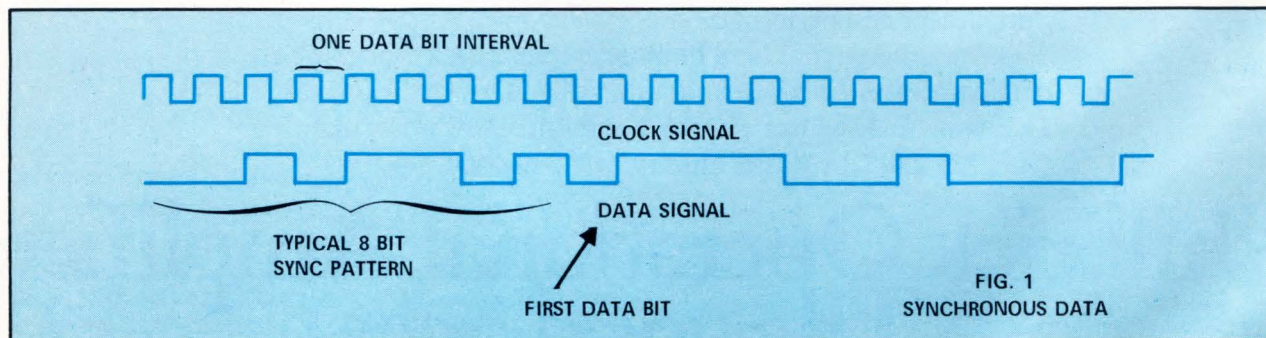 ONE DATA BIT INTERVAL
CLOCK SIGNAL
DATA SIGNAL
TYPICAL 8 BIT
SYNC PATTERN
FIRST DATA BIT
FIG. 1
SYNCHRONOUS DATA